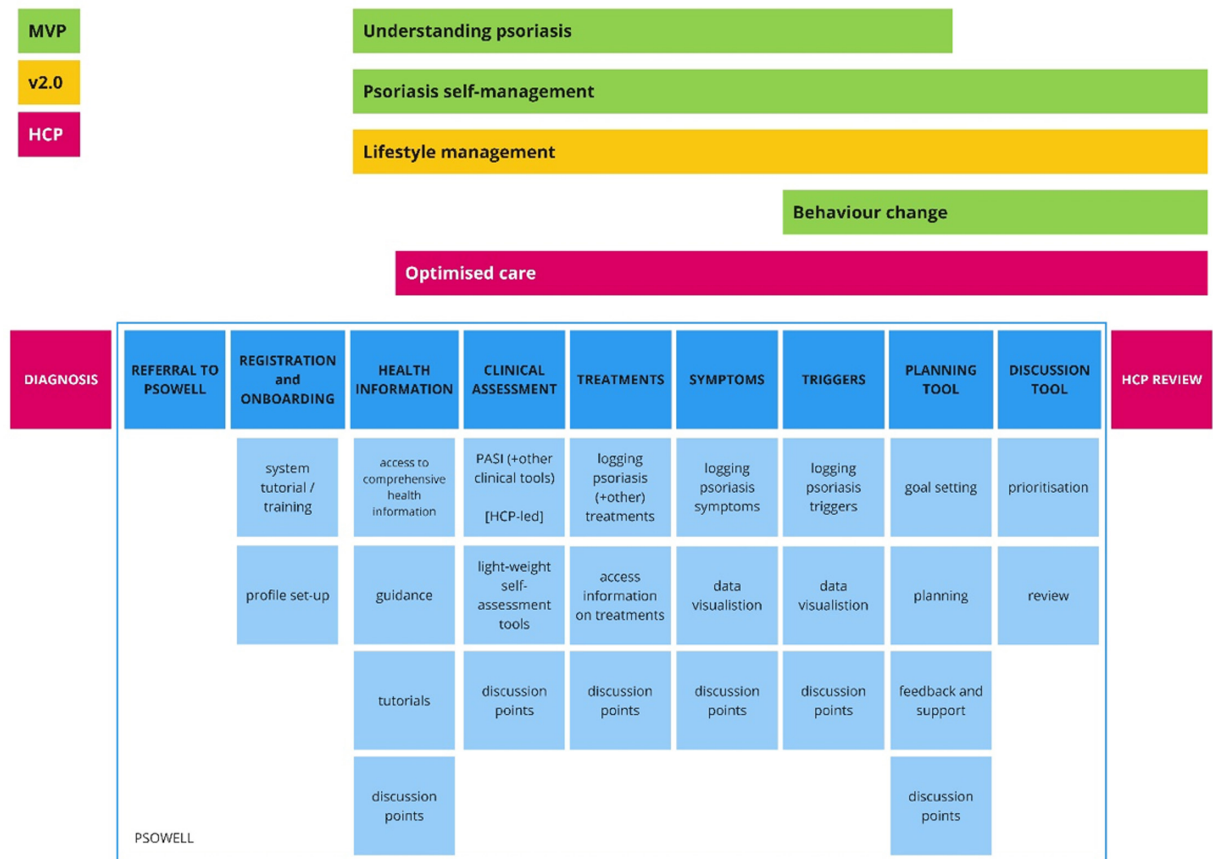 MVP
v2.0
HCP
Understanding psoriasis
Psoriasis self-management
Lifestyle management
Behaviour change
Optimised care
DIAGNOSIS
REFERRAL TO
PSOWELL
REGISTRATION
and
ONBOARDING
HEALTH
INFORMATION
CLINICAL
ASSESSMENT
TREATMENTS
SYMPTOMS
TRIGGERS
PLANNING
TOOL
DISCUSSION
TOOL
HCP REVIEW
system
tutorial /
training
access to
comprehensive
health
information
PASI (+other
clinical tools)
[HCP-led]
logging
psoriasis
(+other)
treatments
logging
psoriasis
symptoms
logging
psoriasis
triggers
goal setting
prioritisation
profile set-up
guidance
light-weight
self-
assessment
tools
access
information
on treatments
data
visualistion
data
visualistion
planning
review
tutorials
discussion
points
discussion
points
discussion
points
discussion
points
feedback and
support
discussion
points
discussion
points
PSOWELL